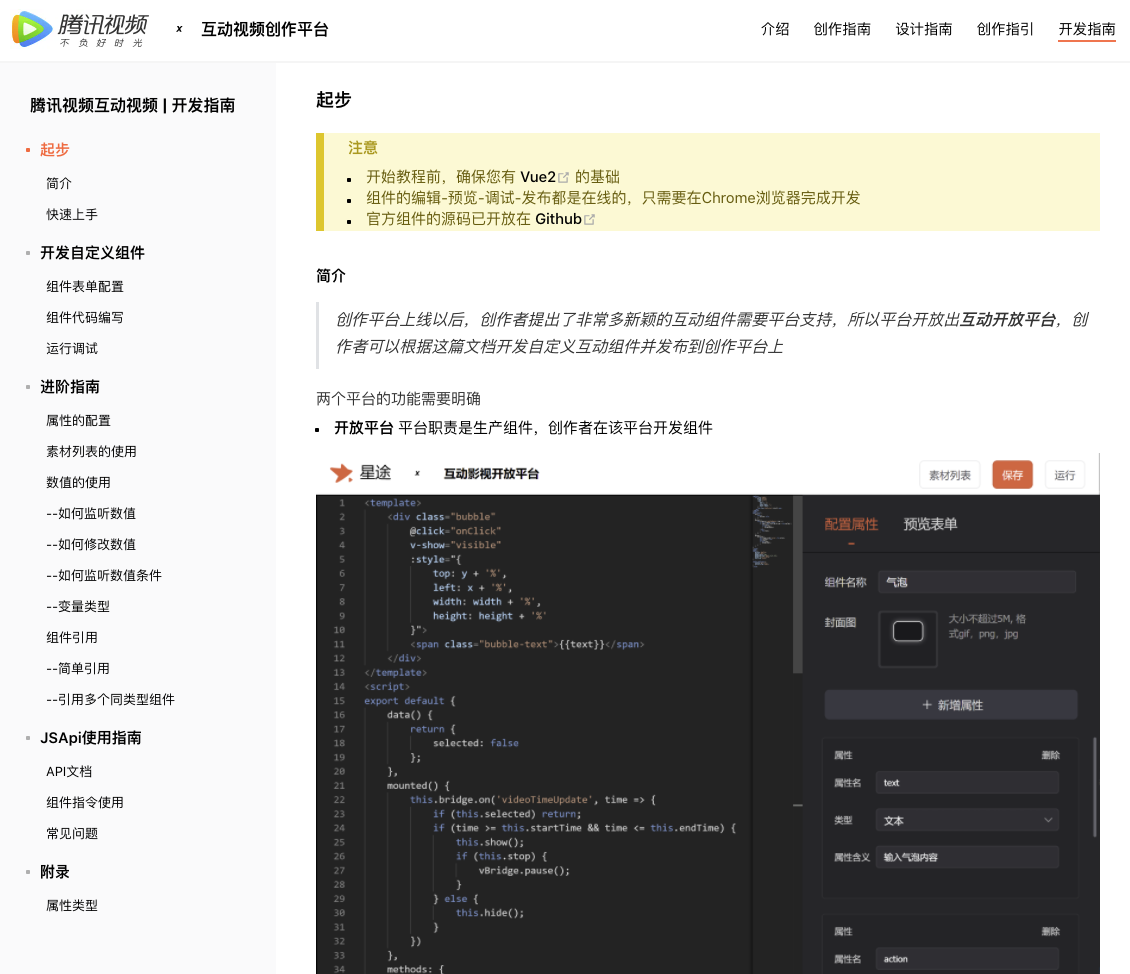 腾讯视频
不负好时光
x
互动视频创作平台
介绍
创作指南
设计指南
创作指引
开发指南
腾讯视频互动视频 | 开发指南
起步
简介
快速上手
开发自定义组件
组件表单配置
组件代码编写
运行调试
进阶指南
属性的配置
素材列表的使用
数值的使用
--如何监听数值
--如何修改数值
--如何监听数值条件
--变量类型
组件引用
--简单引用
--引用多个同类型组件
JSApi使用指南
API文档
组件指令使用
常见问题
附录
属性类型
起步
注意
开始教程前，确保您有 Vue2 的基础
组件的编辑-预览-调试-发布都是在线的，只需要在Chrome浏览器完成开发
官方组件的源码已开放在 Github
简介
创作平台上线以后，创作者提出了非常多新颖的互动组件需要平台支持，所以平台开放出互动开放平台，创
作者可以根据这篇文档开发自定义互动组件并发布到创作平台上
两个平台的功能需要明确
开放平台 平台职责是生产组件，创作者在该平台开发组件
星途
x
互动影视开放平台
素材列表
保存
运行
1 <template>
2 <div class="bubble"
3 @click="onClick"
4 v-show="visible"
5 :style="{
6 top: y + '%',
7 left: x + '%',
8 width: width + '%',
9 height: height + '%'
10 }">
11 <span class="bubble-text">{{text}}</span>
12 </div>
13 </template>
14 <script>
15 export default {
16 data() {
17 return {
18 selected: false
19 };
20 },
21 mounted() {
22 this.bridge.on('videoTimeUpdate', time => {
23 if (this.selected) return;
24 if (time >= this.startTime && time <= this.endTime) {
25 this.show();
26 if (this.stop) {
27 vBridge.pause();
28 }
29 } else {
30 this.hide();
31 }
32 })
33 },
34 methods: {
配置属性
预览表单
组件名称
气泡
封面图
大小不超过5M, 格
式gif，png，jpg
+ 新增属性
属性
删除
属性名
text
类型
文本
属性含义
输入气泡内容
属性
删除
属性名
action